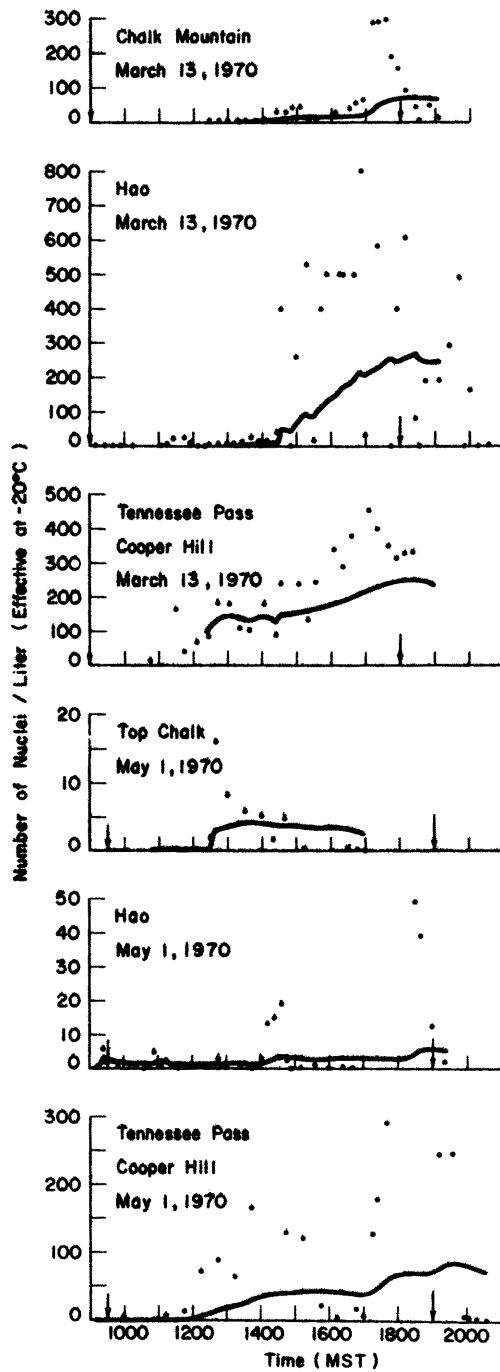 Number of Nuclei / Liter (Effective at -20°C)
300
200
100
0
Chalk Mountain
March 13, 1970
800
700
600
500
400
300
200
100
0
Hao
March 13, 1970
500
400
300
200
100
0
Tennessee Pass
Cooper Hill
March 13, 1970
20
15
10
5
0
Top Chalk
May 1, 1970
50
40
30
20
10
0
Hao
May 1, 1970
300
200
100
0
Tennessee Pass
Cooper Hill
May 1, 1970
1000 1200 1400 1600 1800 2000
Time (MST)